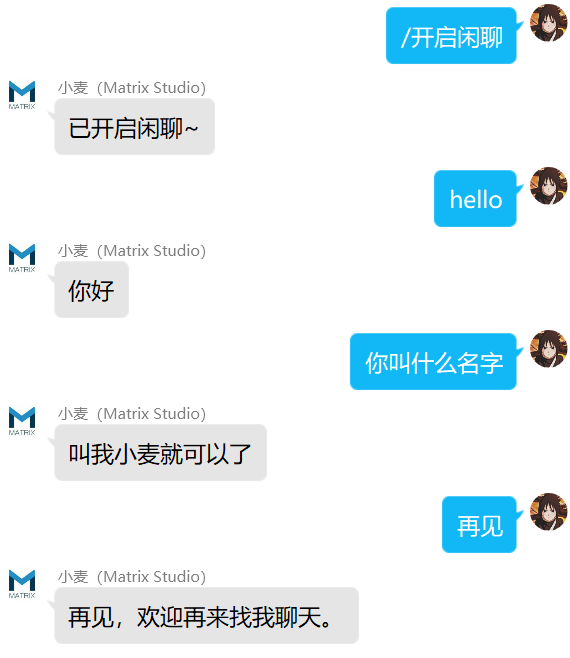 /开启闲聊
小麦（Matrix Studio）
MATRIX
已开启闲聊~
hello
小麦（Matrix Studio）
MATRIX
你好
你叫什么名字
小麦（Matrix Studio）
MATRIX
叫我小麦就可以了
再见
小麦（Matrix Studio）
MATRIX
再见，欢迎再来找我聊天。